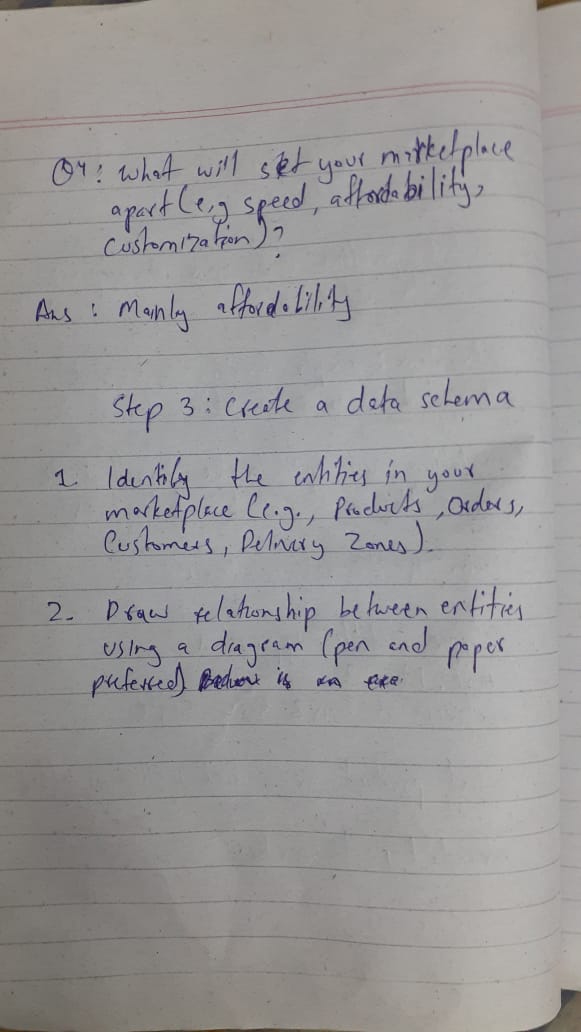 Q4: What will set your marketplace
apart (e.g speed, affordability,
Customization)?
Ans : Mainly affordability
Step 3 : Create a data schema
1. Identify the entities in your
marketplace (e.g., Products, Orders,
Customers, Delivery Zones).
2. Draw relationship between entities
using a diagram (pen and paper
preferred) is an